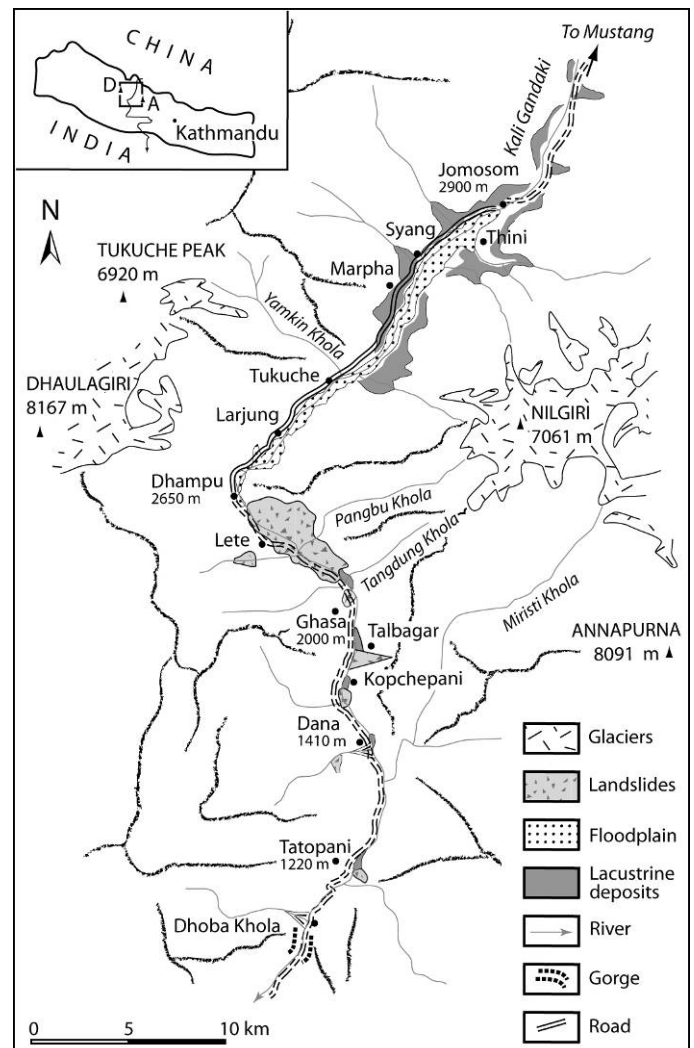 To Mustang
CHINA
D
A
Kathmandu
INDIA
Kali Gandaki
Jomosom
2900 m
N
Syang
Thini
TUKUCHE PEAK
6920 m
Marpha
Yamkin Khola
Tukuche
DHAULAGIRI
8167 m
NILGIRI
7061 m
Larjung
Dhampu
2650 m
Pangbu Khola
Lete
Tangdung Khola
Miristi Khola
Ghasa
2000 m
Talbagar
ANNAPURNA
8091 m
Kopchepani
Dana
1410 m
Glaciers
Landslides
Floodplain
Tatopani
1220 m
Lacustrine
deposits
Dhoba Khola
River
Gorge
Road
0 5 10 km